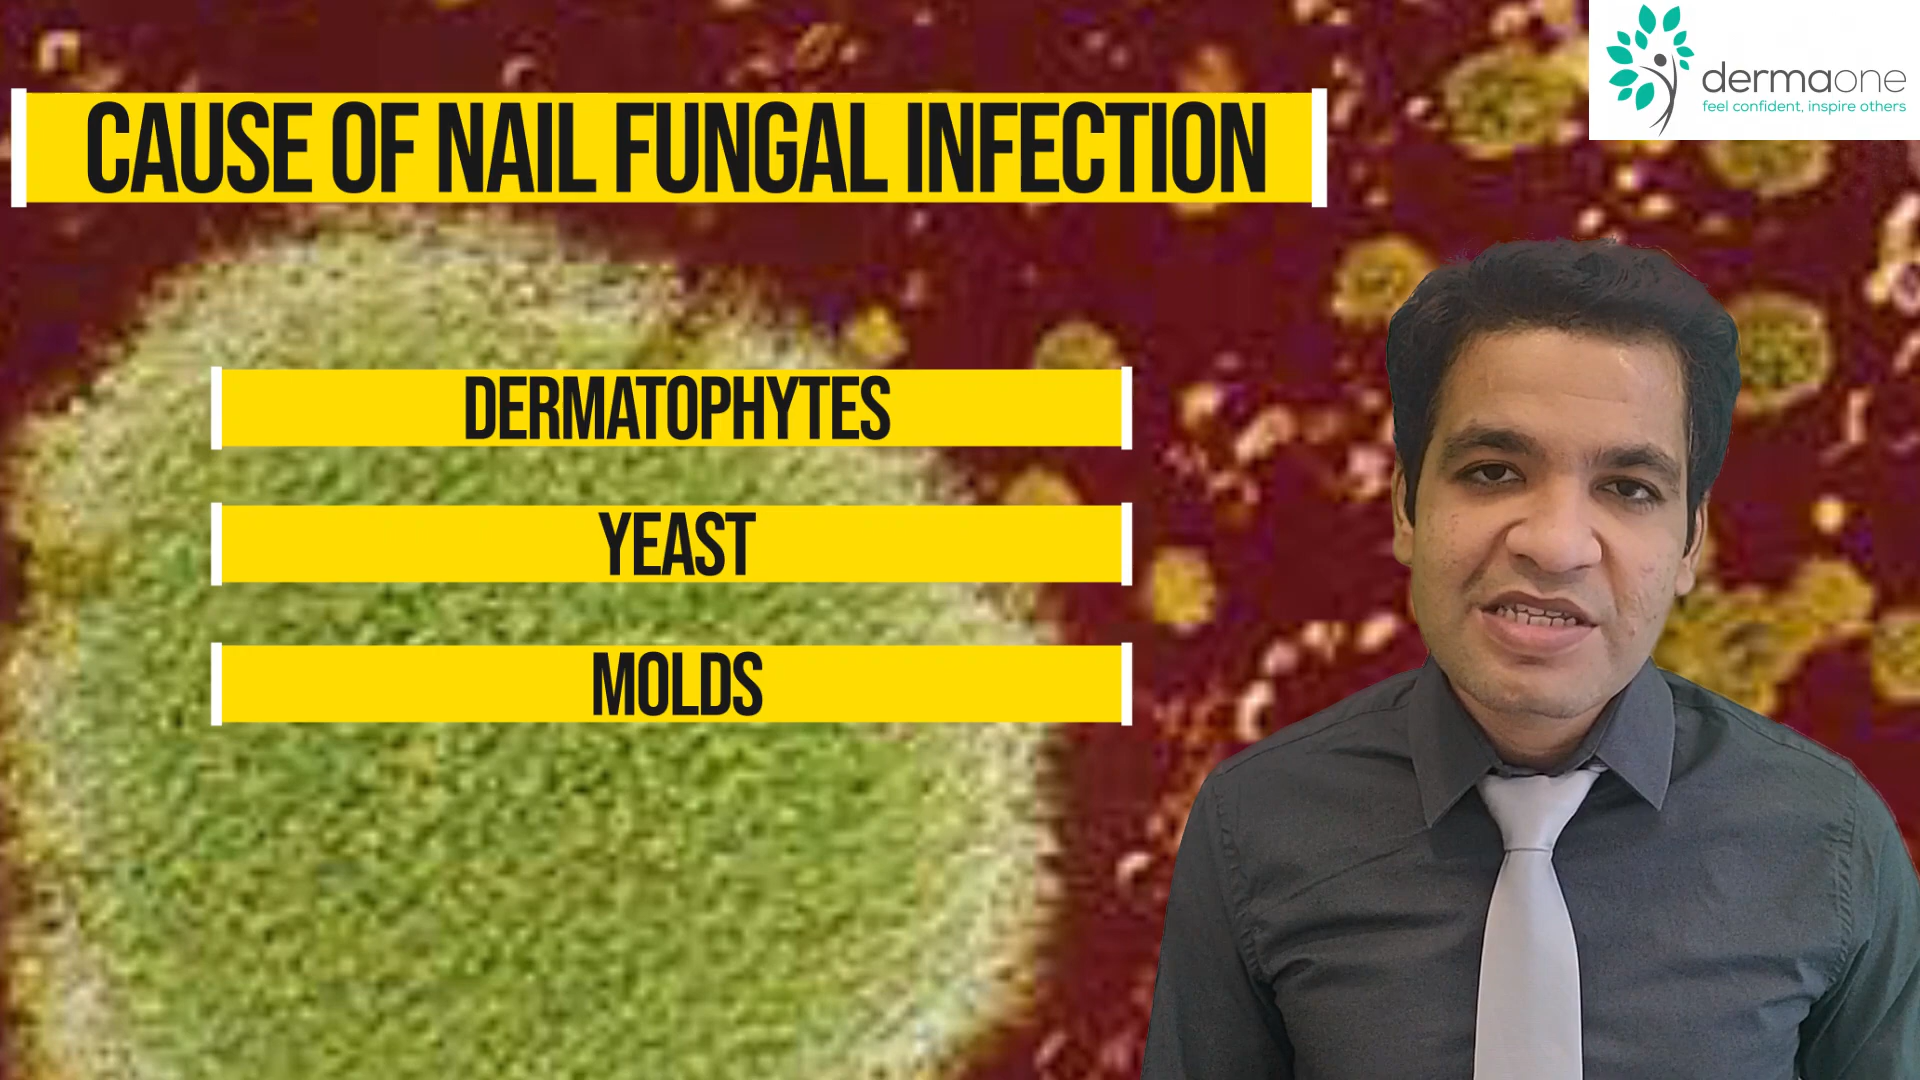 dermaone
feel confident, inspire others
CAUSE OF NAIL FUNGAL INFECTION
DERMATOPHYTES
YEAST
MOLDS